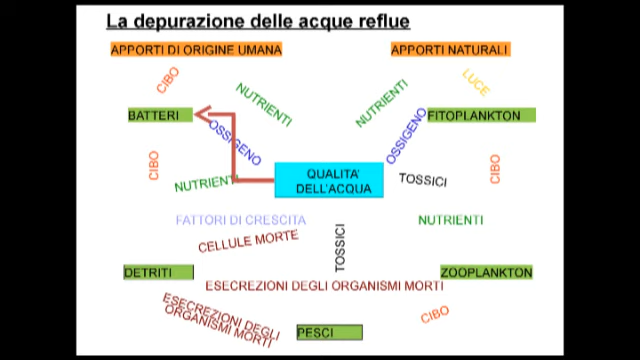 La depurazione delle acque reflue
APPORTI DI ORIGINE UMANA
APPORTI NATURALI
CIBO
NUTRIENTI
NUTRIENTI
LUCE
BATTERI
OSSIGENO
OSSIGENO
FITOPLANKTON
CIBO
NUTRIENTI
QUALITA'
DELL'ACQUA
TOSSICI
CIBO
FATTORI DI CRESCITA
NUTRIENTI
CELLULE MORTE
TOSSICI
DETRITI
ZOOPLANKTON
ESECREZIONI DEGLI ORGANISMI MORTI
ESECREZIONI DEGLI
ORGANISMI MORTI
CIBO
PESCI